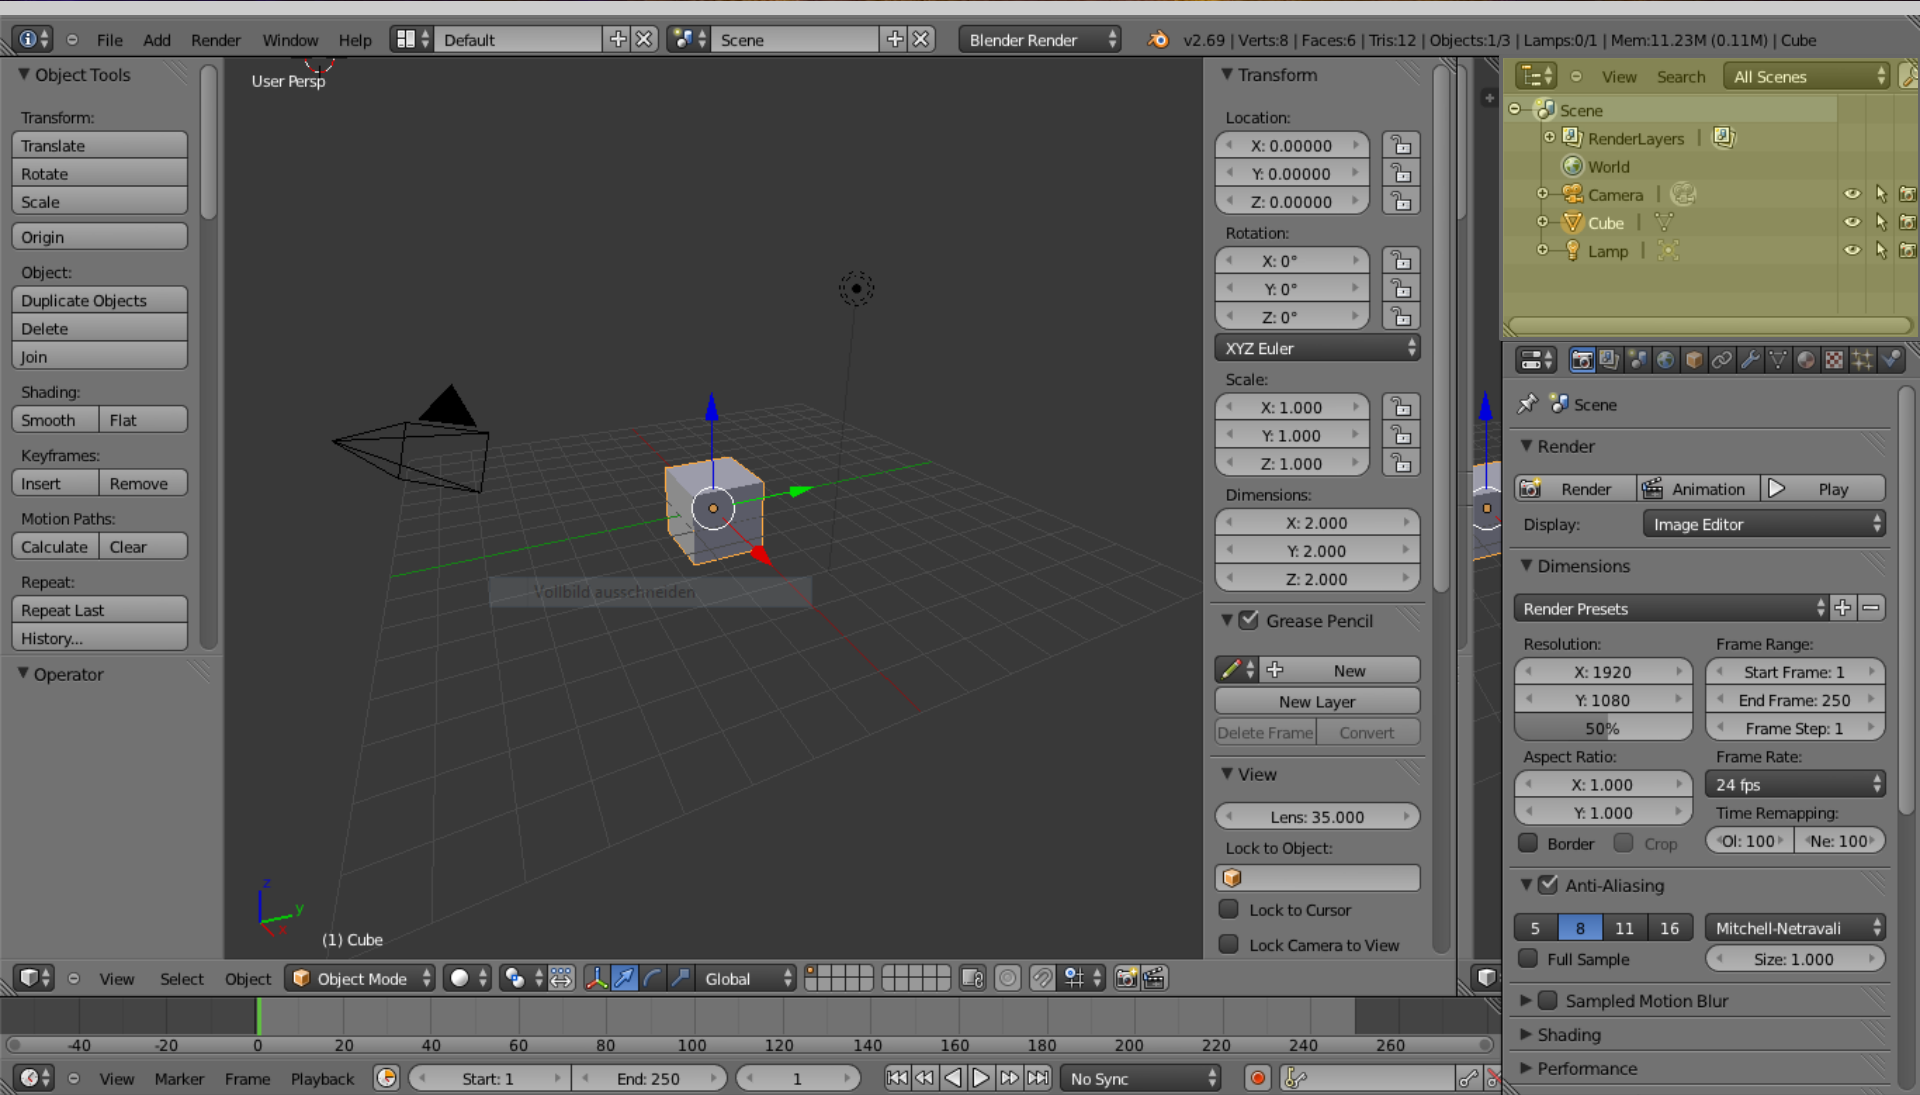 File Add Render Window Help Default Scene Blender Render v2.69 | Verts:8 | Faces:6 | Tris:12 | Objects:1/3 | Lamps:0/1 | Mem:11.23M (0.11M) | Cube
Object Tools
Transform:
Translate
Rotate
Scale
Origin
Object:
Duplicate Objects
Delete
Join
Shading:
Smooth Flat
Keyframes:
Insert Remove
Motion Paths:
Calculate Clear
Repeat:
Repeat Last
History...
Operator
User Persp
Vollbild ausschneiden
z
y
x
(1) Cube
Transform
Location:
X: 0.00000
Y: 0.00000
Z: 0.00000
Rotation:
X: 0°
Y: 0°
Z: 0°
XYZ Euler
Scale:
X: 1.000
Y: 1.000
Z: 1.000
Dimensions:
X: 2.000
Y: 2.000
Z: 2.000
Grease Pencil
New
New Layer
Delete Frame Convert
View
Lens: 35.000
Lock to Object:
Lock to Cursor
Lock Camera to View
View Search All Scenes
Scene
RenderLayers |
World
Camera |
Cube |
Lamp |
Scene
Render
Render Animation Play
Display: Image Editor
Dimensions
Render Presets
Resolution: Frame Range:
X: 1920 Start Frame: 1
Y: 1080 End Frame: 250
50% Frame Step: 1
Aspect Ratio: Frame Rate:
X: 1.000 24 fps
Y: 1.000 Time Remapping:
Border Crop Ol: 100 Ne: 100
Anti-Aliasing
5 8 11 16 Mitchell-Netravali
Full Sample Size: 1.000
Sampled Motion Blur
Shading
Performance
View Select Object Object Mode Global
-40 -20 0 20 40 60 80 100 120 140 160 180 200 220 240 260
View Marker Frame Playback Start: 1 End: 250 1 No Sync